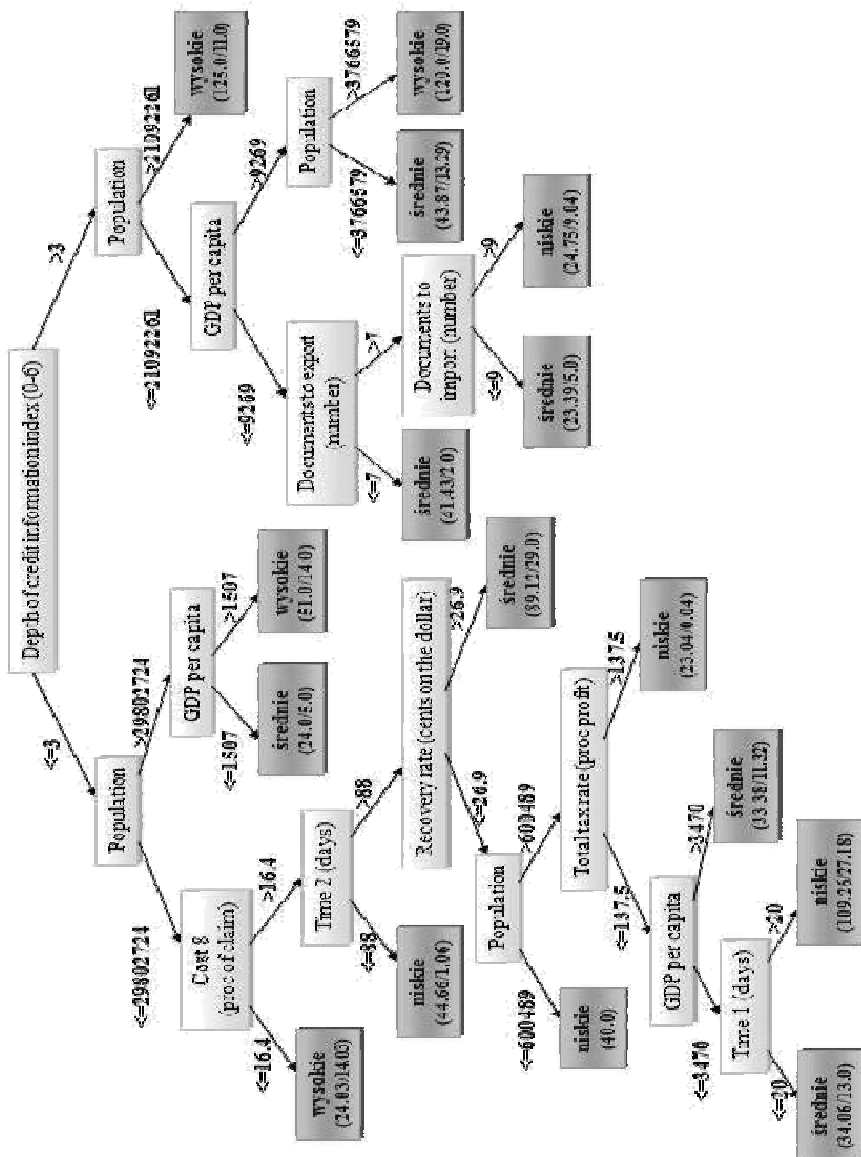 Depth of credit information index (0-6)
<=3
>3
Population
Population
<=29802724
>29802724
<=21092261
>21092261
Cost 8
(proc of claim)
GDP per capita
GDP per capita
wysokie
(125.0/11.0)
<=16.4
>16.4
<=1507
>1507
<=9269
>9269
wysokie
(24.03/14.03)
Time 2 (days)
średnie
(24.0/5.0)
wysokie
(51.0/14.0)
Documents to export
(number)
Population
<=88
>88
<=7
>7
<=3766579
>3766579
niskie
(44.66/1.06)
Recovery rate (cents on the dollar)
średnie
(41.43/2.0)
Documents to
import (number)
średnie
(43.87/13.29)
wysokie
(120.0/19.0)
<=26.9
>26.9
<=9
>9
Population
średnie
(89.12/29.0)
średnie
(23.39/5.0)
niskie
(24.75/9.04)
<=600489
>600489
niskie
(40.0)
Total tax rate (proc profit)
<=137.5
>137.5
GDP per capita
niskie
(23.04/0.04)
<=3470
>3470
Time 1 (days)
średnie
(33.38/11.32)
<=20
>20
średnie
(34.06/13.0)
niskie
(109.26/27.18)